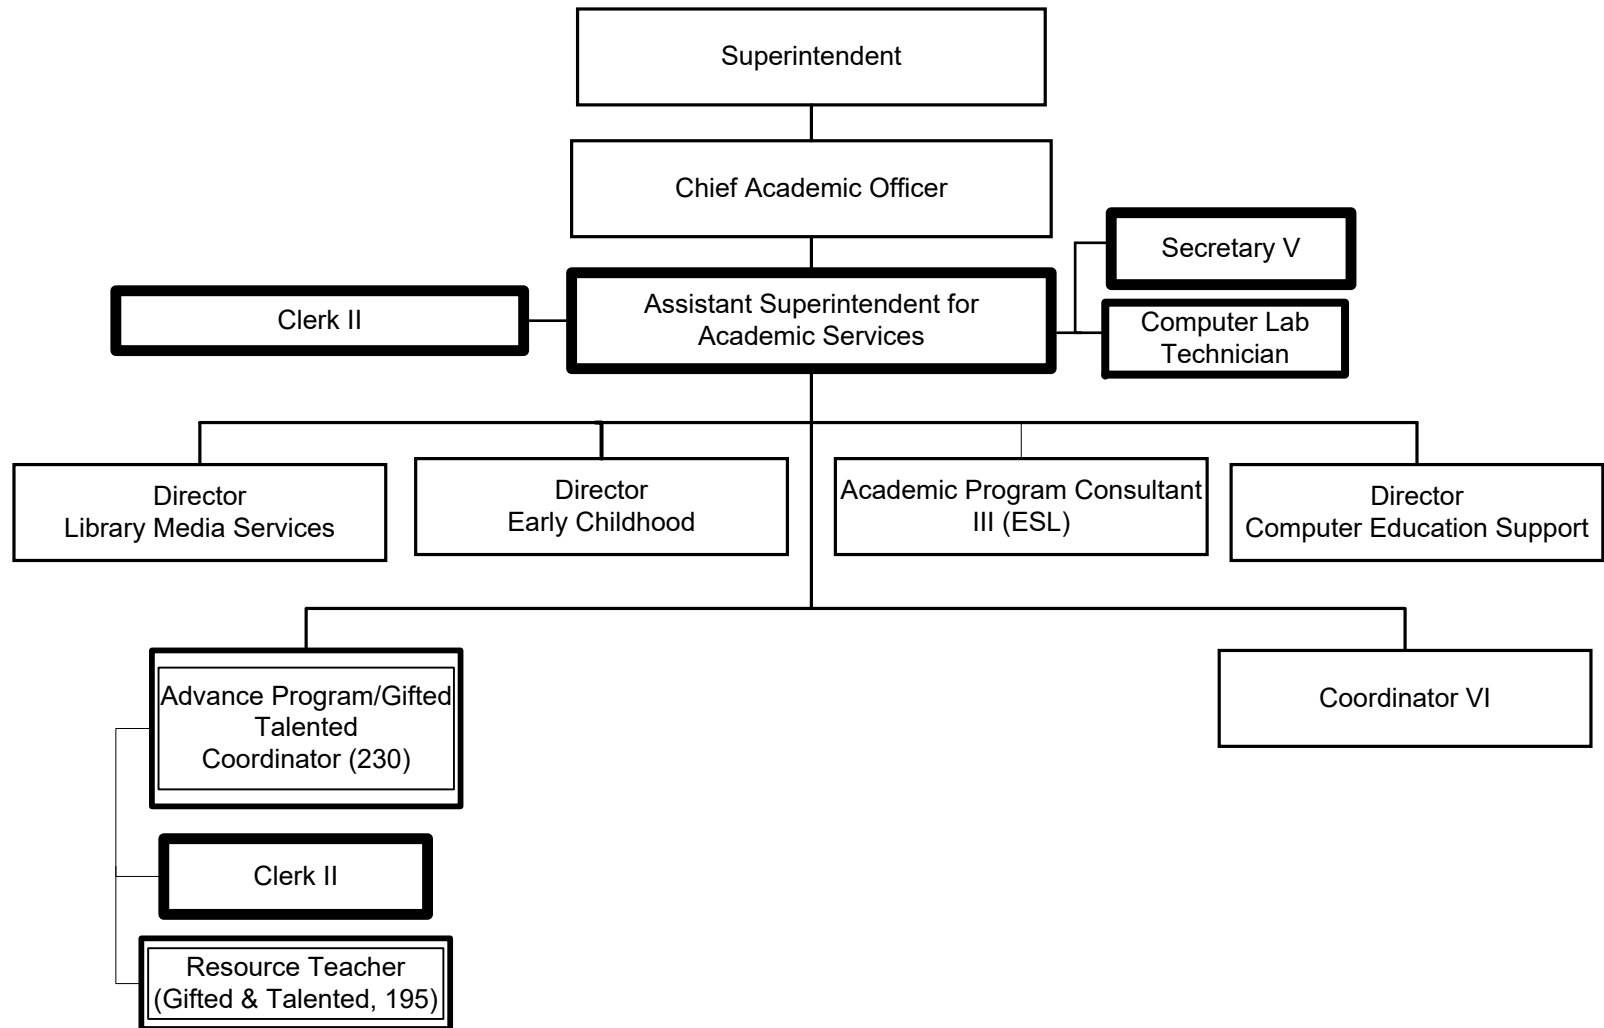 Superintendent
Chief Academic Officer
Secretary V
Clerk II
Assistant Superintendent for
Academic Services
Computer Lab
Technician
Director
Library Media Services
Director
Early Childhood
Academic Program Consultant
III (ESL)
Director
Computer Education Support
Advance Program/Gifted
Talented
Coordinator (230)
Coordinator VI
Clerk II
Resource Teacher
(Gifted & Talented, 195)